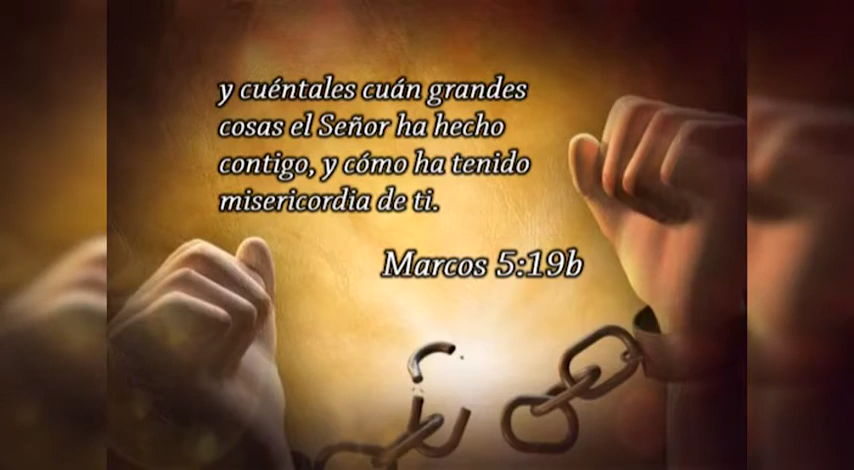 y cuéntales cuán grandes
cosas el Señor ha hecho
contigo, y cómo ha tenido
misericordia de ti.
Marcos 5:19b